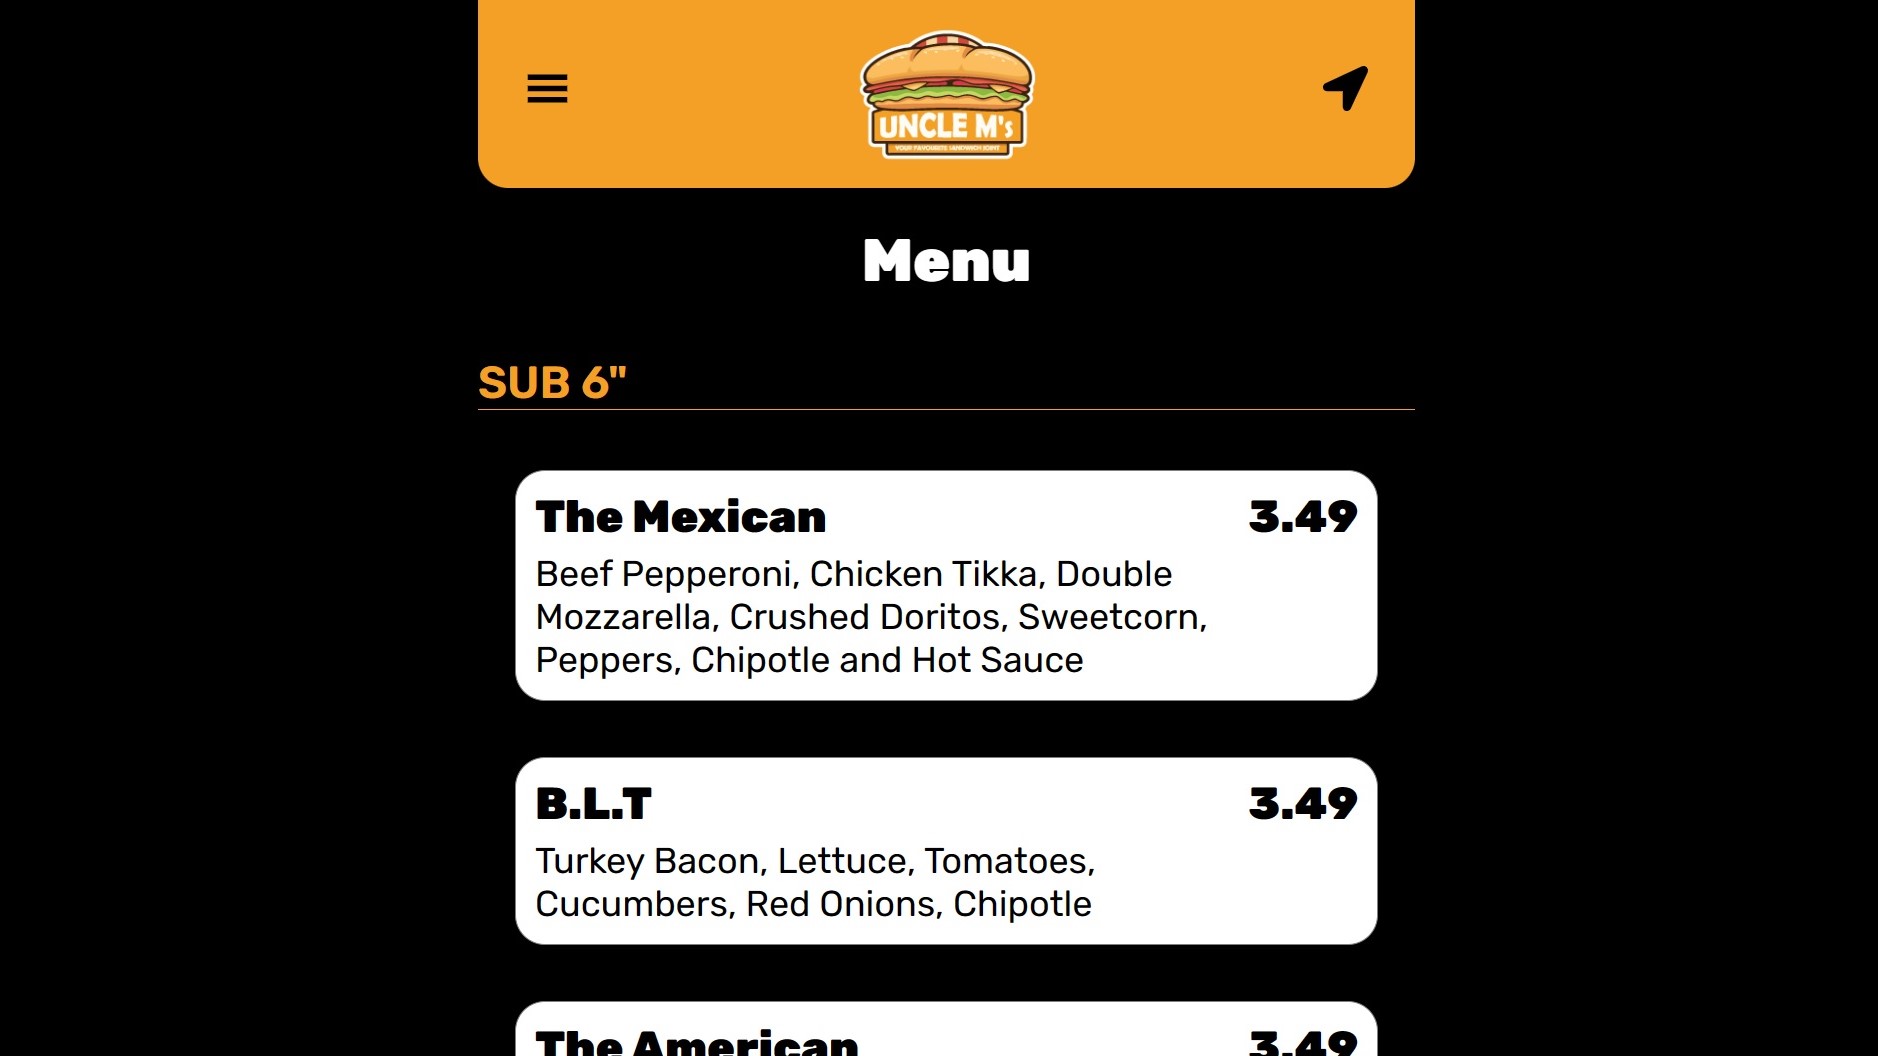 UNCLE M's
YOUR FAVOURITE SANDWICH JOINT
Menu
SUB 6"
The Mexican 3.49
Beef Pepperoni, Chicken Tikka, Double
Mozzarella, Crushed Doritos, Sweetcorn,
Peppers, Chipotle and Hot Sauce
B.L.T 3.49
Turkey Bacon, Lettuce, Tomatoes,
Cucumbers, Red Onions, Chipotle
The American 3.49